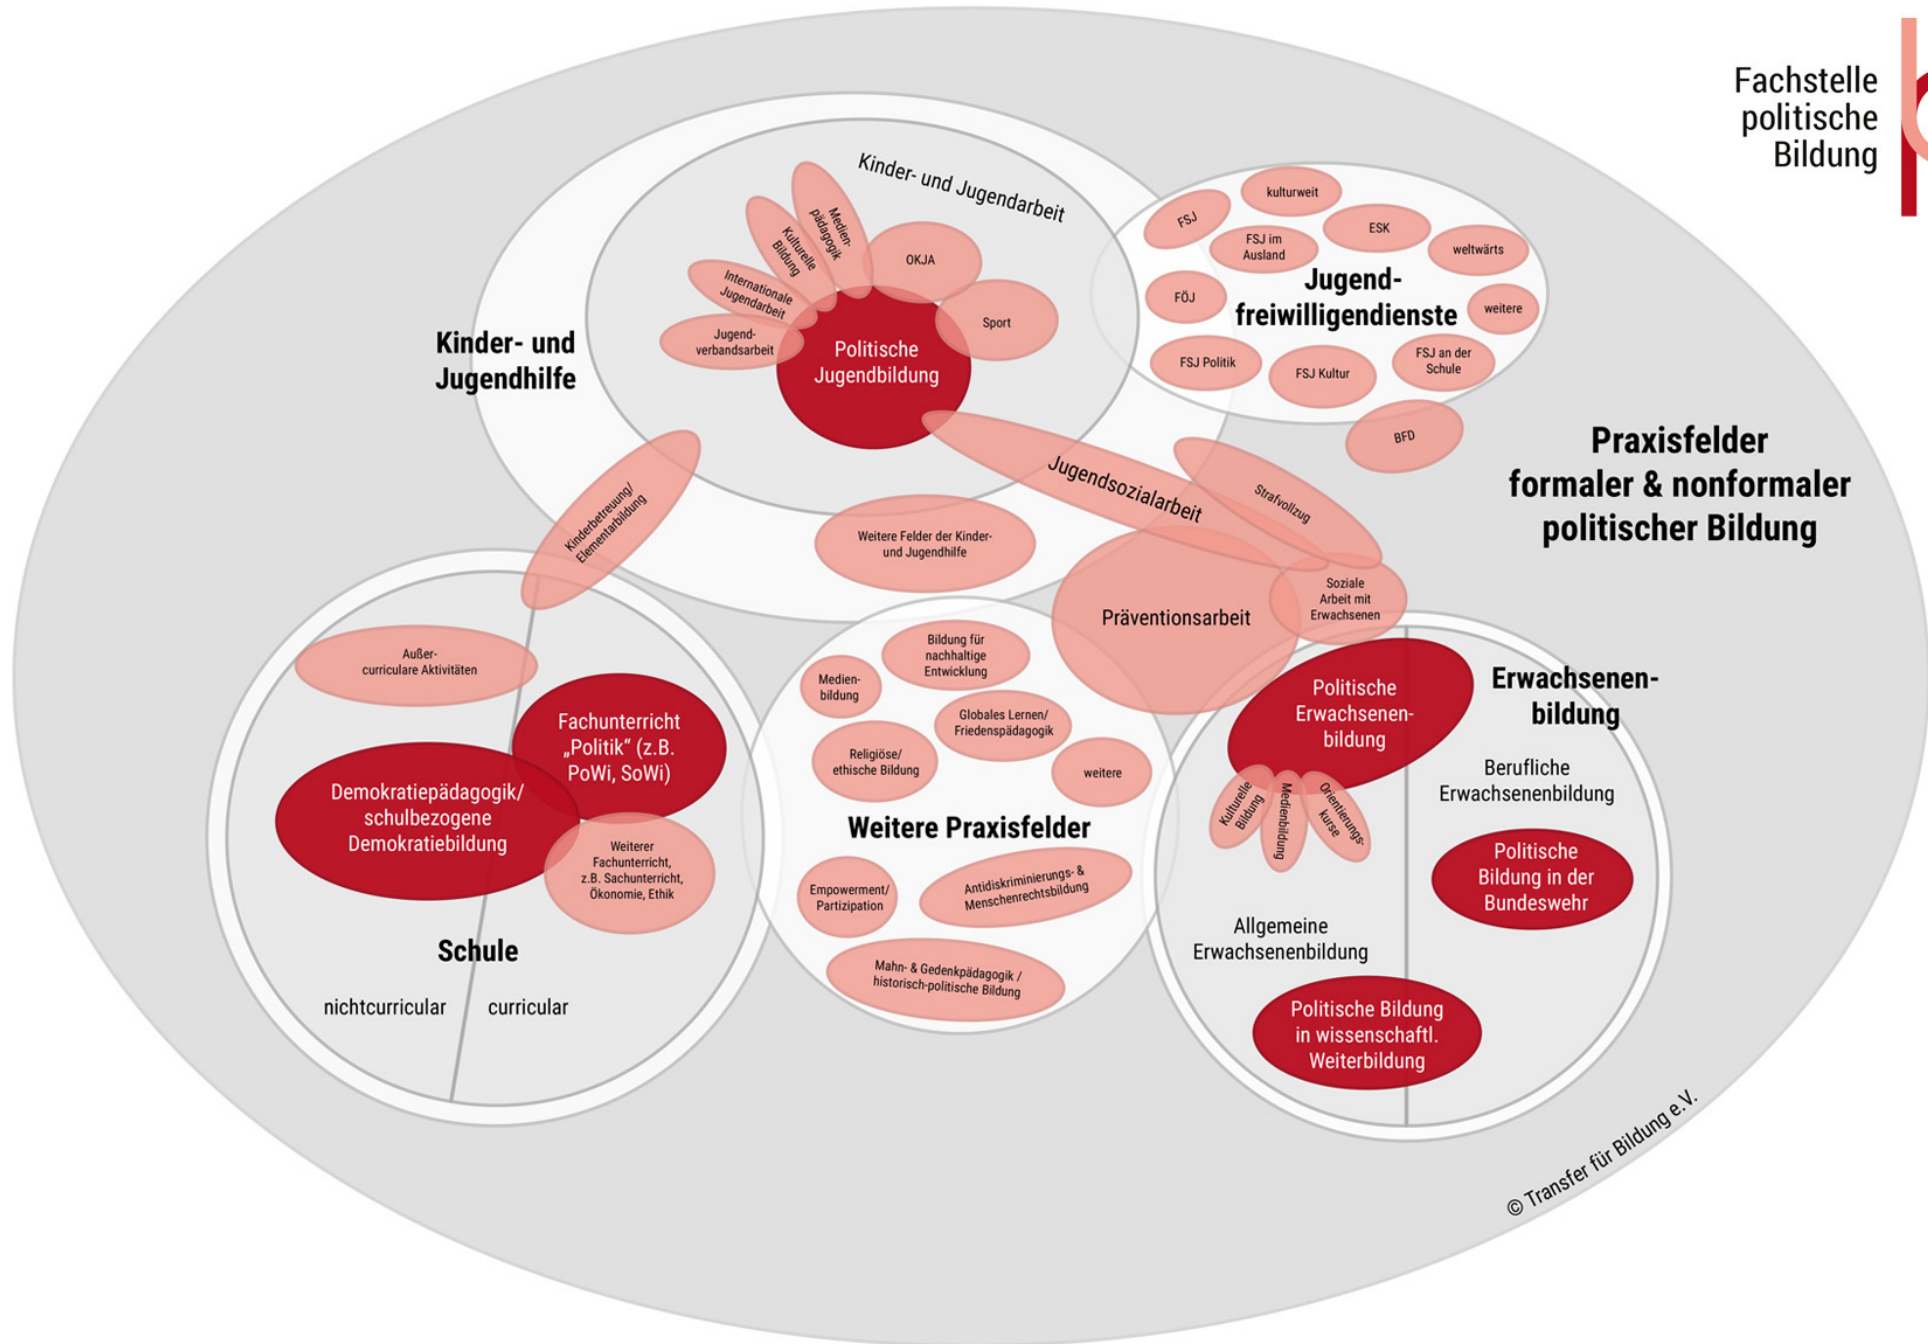 Fachstelle
politische
Bildung
Kinder- und Jugendarbeit
Medien-
pädagogik
Kulturelle
Bildung
Internationale
Jugendarbeit
Jugend-
verbandsarbeit
OKJA
Sport
Politische
Jugendbildung
Kinder- und
Jugendhilfe
FSJ
kulturweit
FSJ im
Ausland
ESK
weltwärts
FÖJ
Jugend-
freiwilligendienste
weitere
FSJ Politik
FSJ Kultur
FSJ an der
Schule
BFD
Praxisfelder
formaler & nonformaler
politischer Bildung
Jugendsozialarbeit
Strafvollzug
Kinderbetreuung/
Elementarbildung
Weitere Felder der Kinder-
und Jugendhilfe
Präventionsarbeit
Soziale
Arbeit mit
Erwachsenen
Außer-
curriculare Aktivitäten
Fachunterricht
„Politik“ (z.B.
PoWi, SoWi)
Demokratiepädagogik/
schulbezogene
Demokratiebildung
Weiterer
Fachunterricht,
z.B. Sachunterricht,
Ökonomie, Ethik
Schule
nichtcurricular
curricular
Bildung für
nachhaltige
Entwicklung
Medien-
bildung
Globales Lernen/
Friedenspädagogik
Religiöse/
ethische Bildung
weitere
Weitere Praxisfelder
Empowerment/
Partizipation
Antidiskriminierungs- &
Menschenrechtsbildung
Mahn- & Gedenkpädagogik /
historisch-politische Bildung
Politische
Erwachsenen-
bildung
Erwachsenen-
bildung
Kulturelle
Bildung
Medienbildung
Orientierungs-
kurse
Berufliche
Erwachsenenbildung
Politische
Bildung in der
Bundeswehr
Allgemeine
Erwachsenenbildung
Politische Bildung
in wissenschaftl.
Weiterbildung
© Transfer für Bildung e.V.